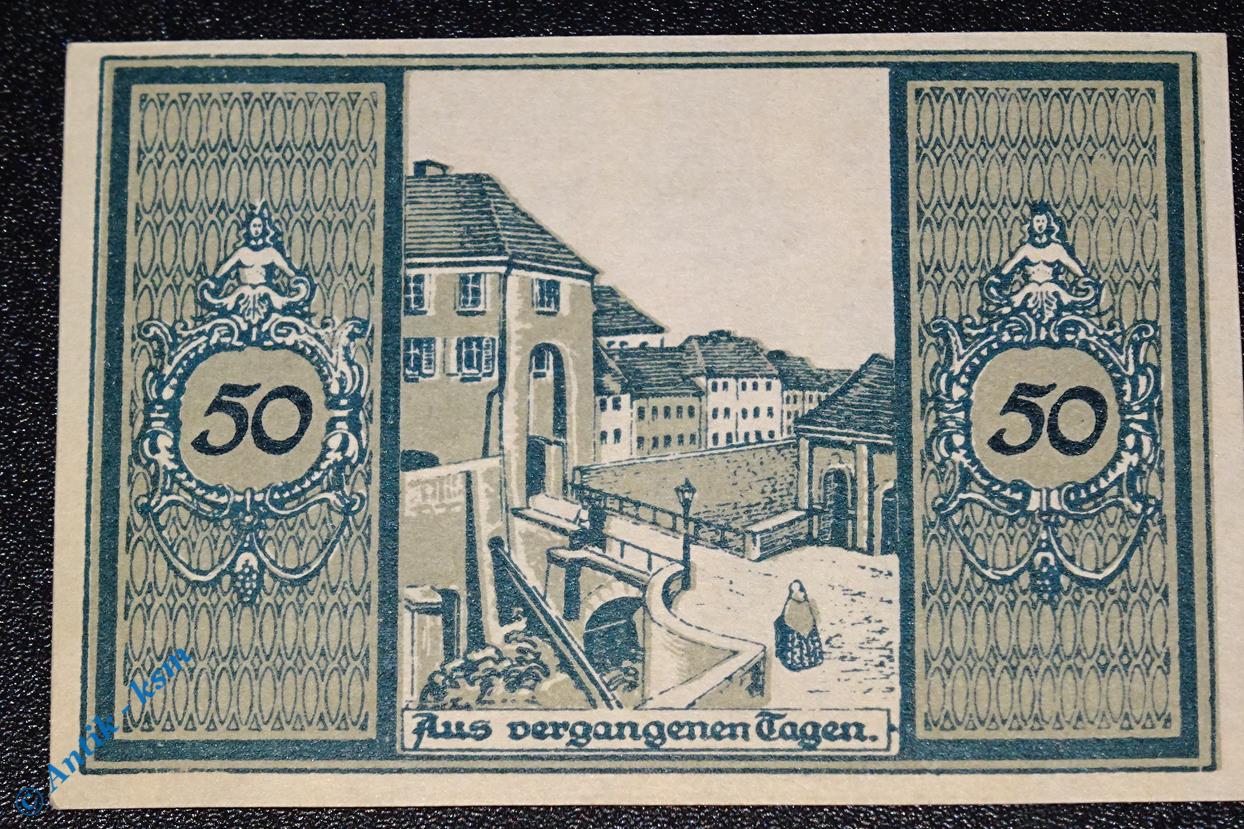 50
50
Aus vergangenen Tagen.
© Antik - ksm